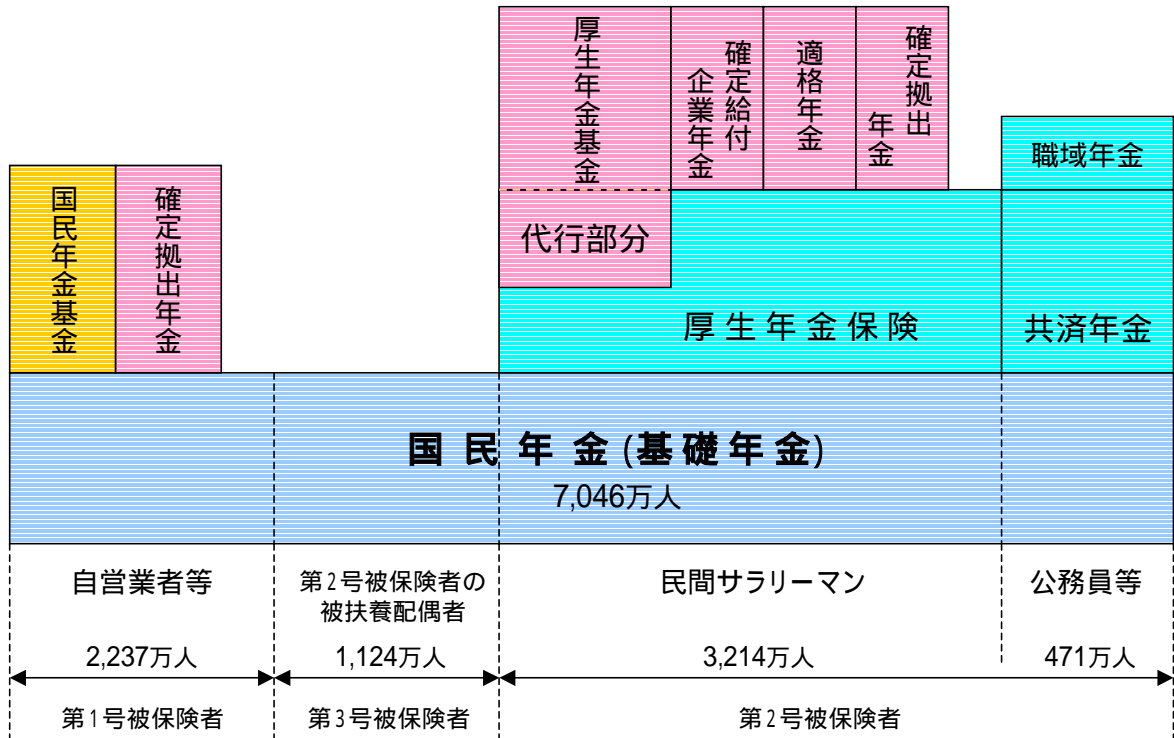 厚生年金基金
確定給付
企業年金
適格年金
確定拠出
年金
職域年金
国民年金基金
確定拠出年金
代行部分
厚生年金保険
共済年金
国民年金(基礎年金)
7,046万人
自営業者等
第2号被保険者の
被扶養配偶者
民間サラリーマン
公務員等
2,237万人
1,124万人
3,214万人
471万人
第1号被保険者
第3号被保険者
第2号被保険者